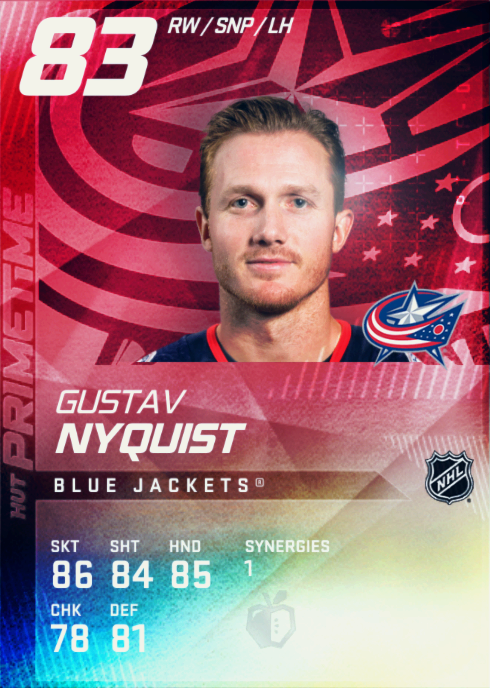 83
RW / SNP / LH
HUT PRIMETIME
GUSTAV
NYQUIST
BLUE JACKETS®
NHL
SKT SHT HND SYNERGIES
86 84 85 1
CHK DEF
78 81